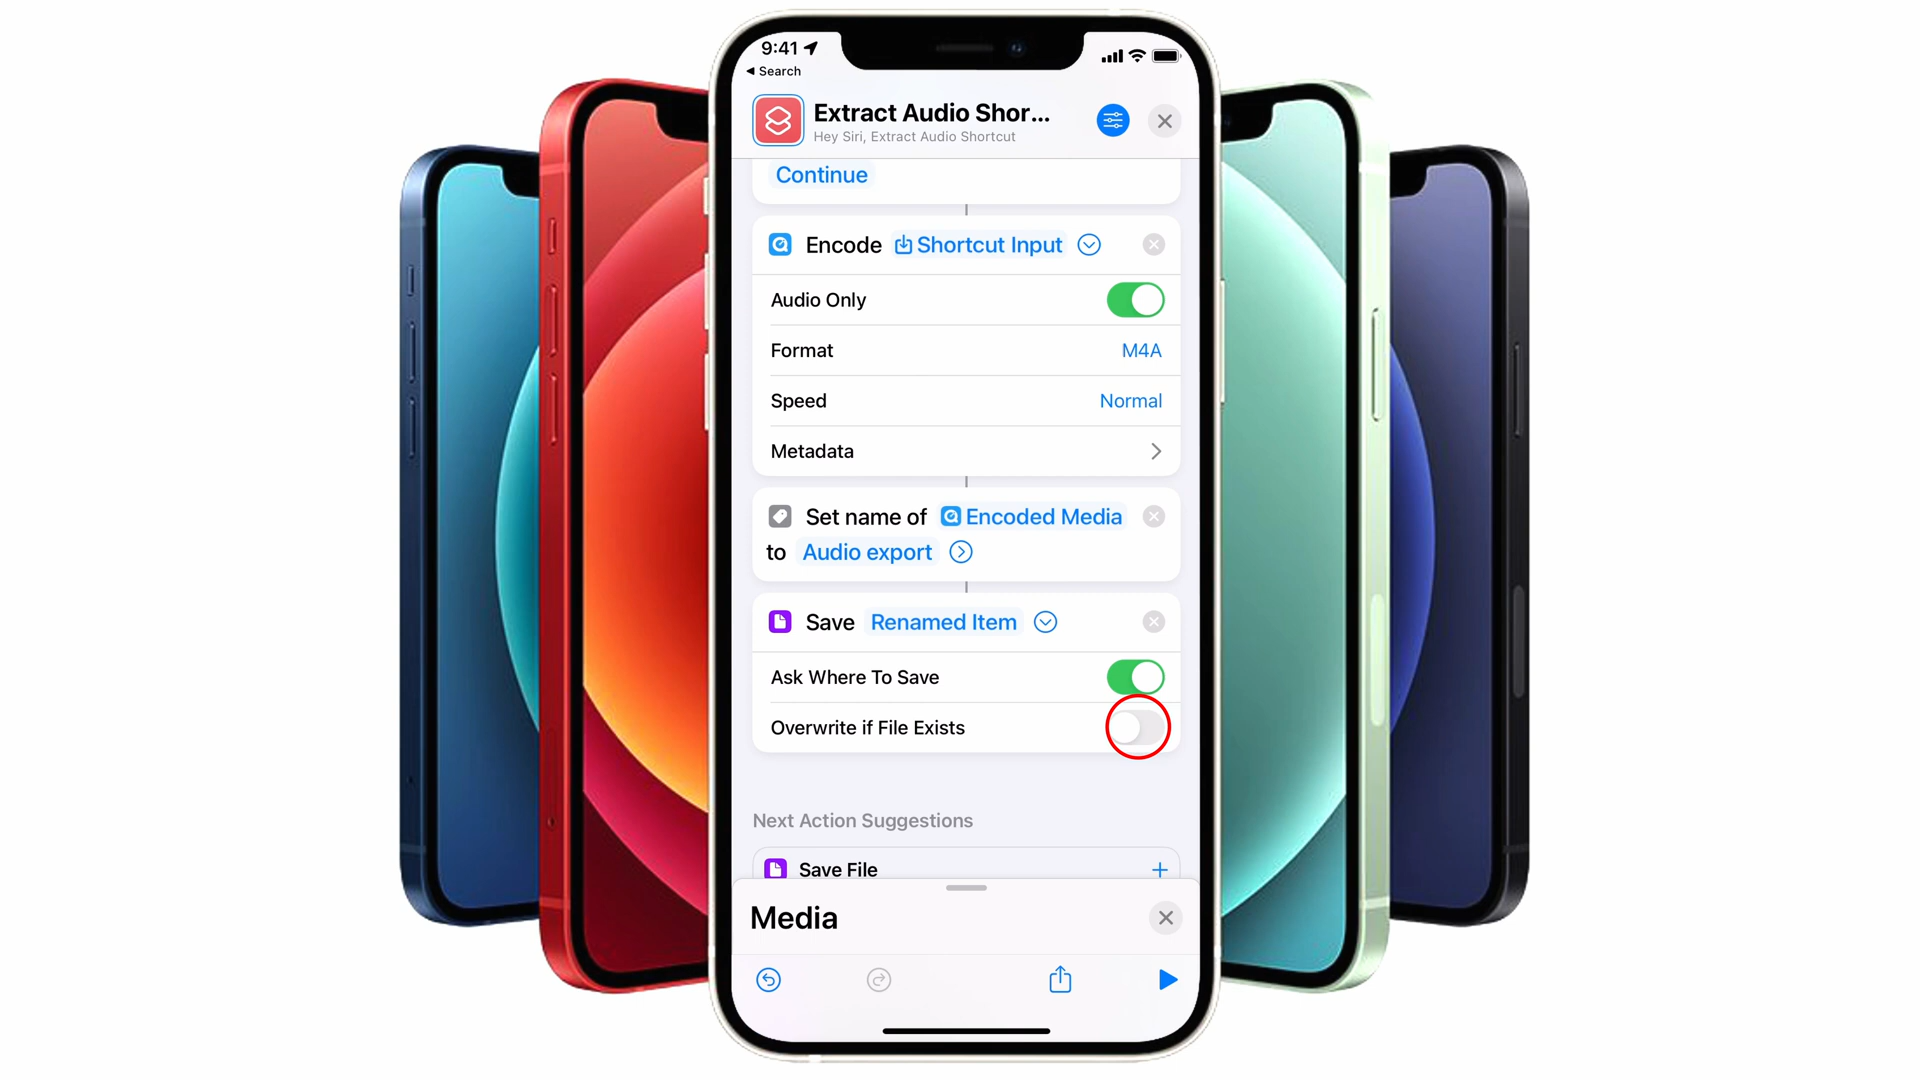 9:41
Search
Extract Audio Shor...
Hey Siri, Extract Audio Shortcut
Continue
Encode Shortcut Input
Audio Only
Format M4A
Speed Normal
Metadata
Set name of Encoded Media
to Audio export
Save Renamed Item
Ask Where To Save
Overwrite if File Exists
Next Action Suggestions
Save File
Media